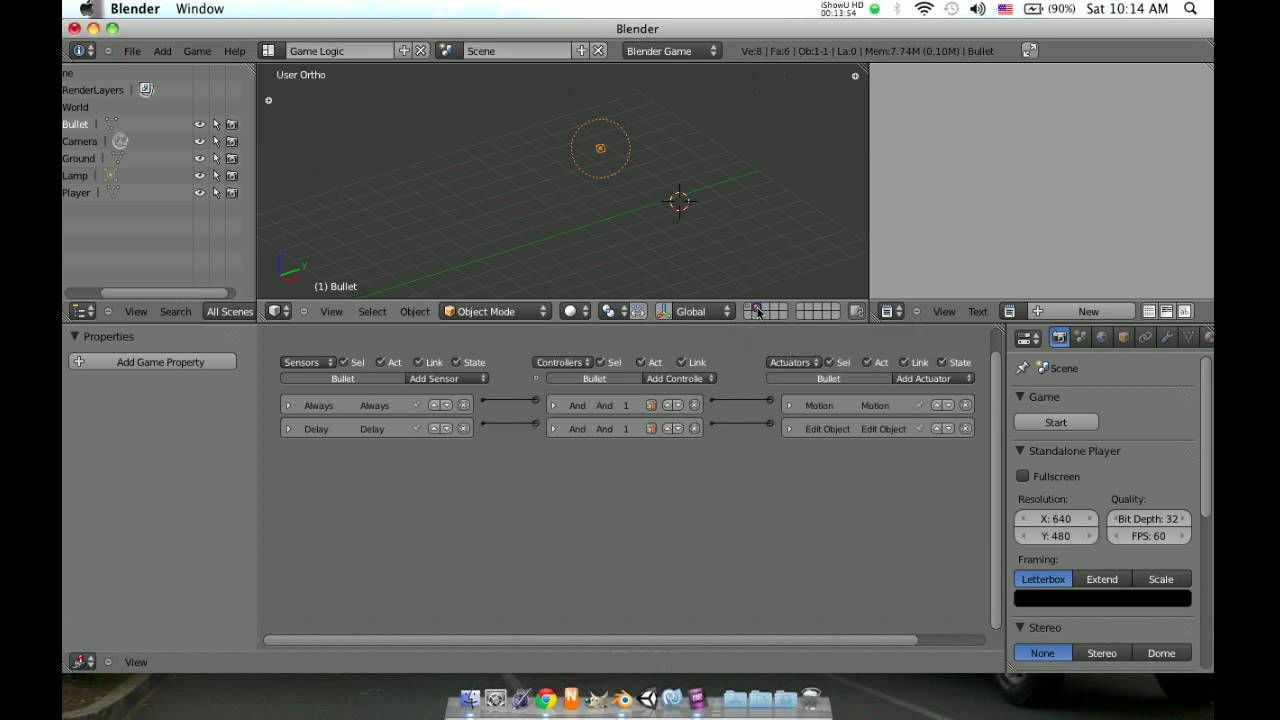 Blender Window iShowU HD 00:13:54 (90%) Sat 10:14 AM
Blender
File Add Game Help Game Logic Scene Blender Game Ve:8 | Fa:6 | Ob:1-1 | La:0 | Mem:7.74M (0.10M) | Bullet
ne
RenderLayers |
World
Bullet |
Camera |
Ground |
Lamp |
Player |
User Ortho
z
y
(1) Bullet
View Search All Scenes
View Select Object Object Mode Global
View Text New
Properties
Add Game Property
Sensors Sel Act Link State Controllers Sel Act Link Actuators Sel Act Link State
Bullet Add Sensor Bullet Add Controlle Bullet Add Actuator
Always Always And And 1 Motion Motion
Delay Delay And And 1 Edit Object Edit Object
Scene
Game
Start
Standalone Player
Fullscreen
Resolution: Quality:
X: 640 Bit Depth: 32
Y: 480 FPS: 60
Framing:
Letterbox Extend Scale
Stereo
None Stereo Dome
View